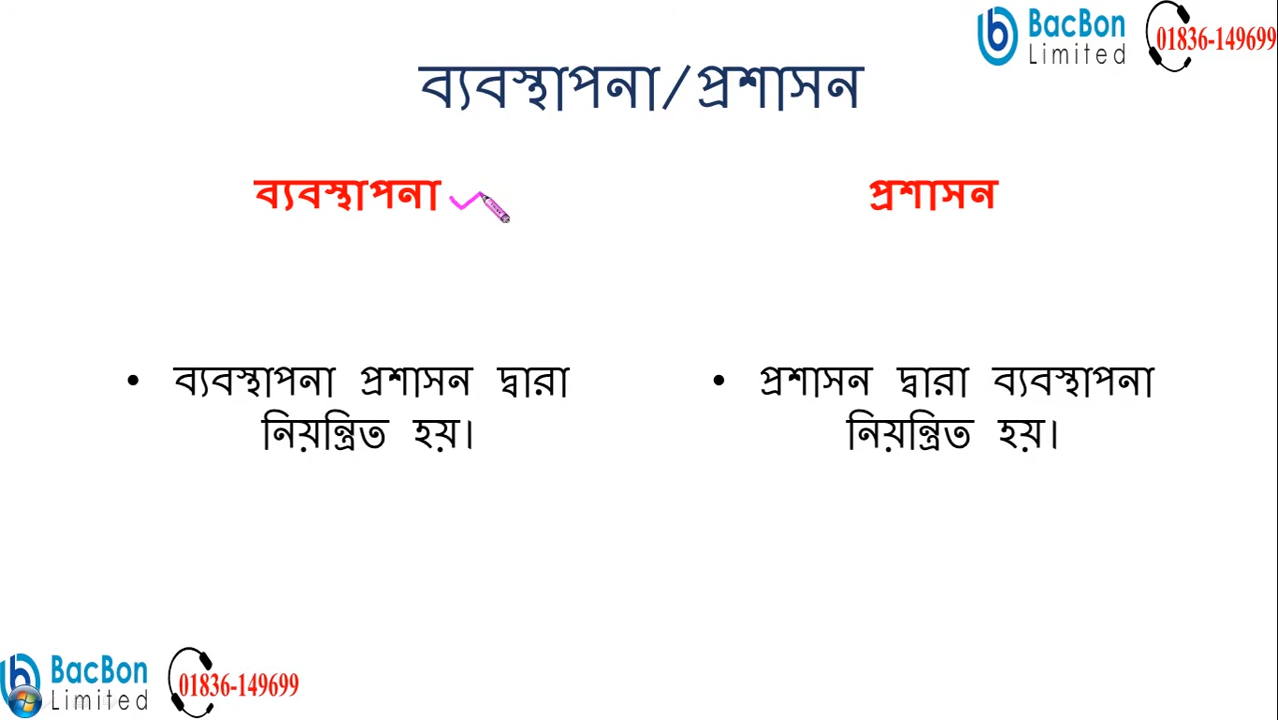 BacBon
Limited
01836-149699
ব্যবস্থাপনা/প্রশাসন
ব্যবস্থাপনা
প্রশাসন
• ব্যবস্থাপনা প্রশাসন দ্বারা
নিয়ন্ত্রিত হয়।
• প্রশাসন দ্বারা ব্যবস্থাপনা
নিয়ন্ত্রিত হয়।
BacBon
Limited
01836-149699